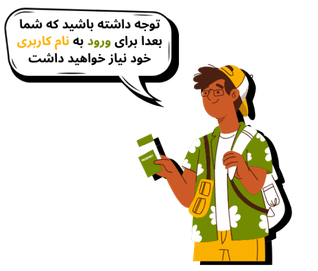 توجه داشته باشید که شما
بعدا برای ورود به نام کاربری
خود نیاز خواهید داشت